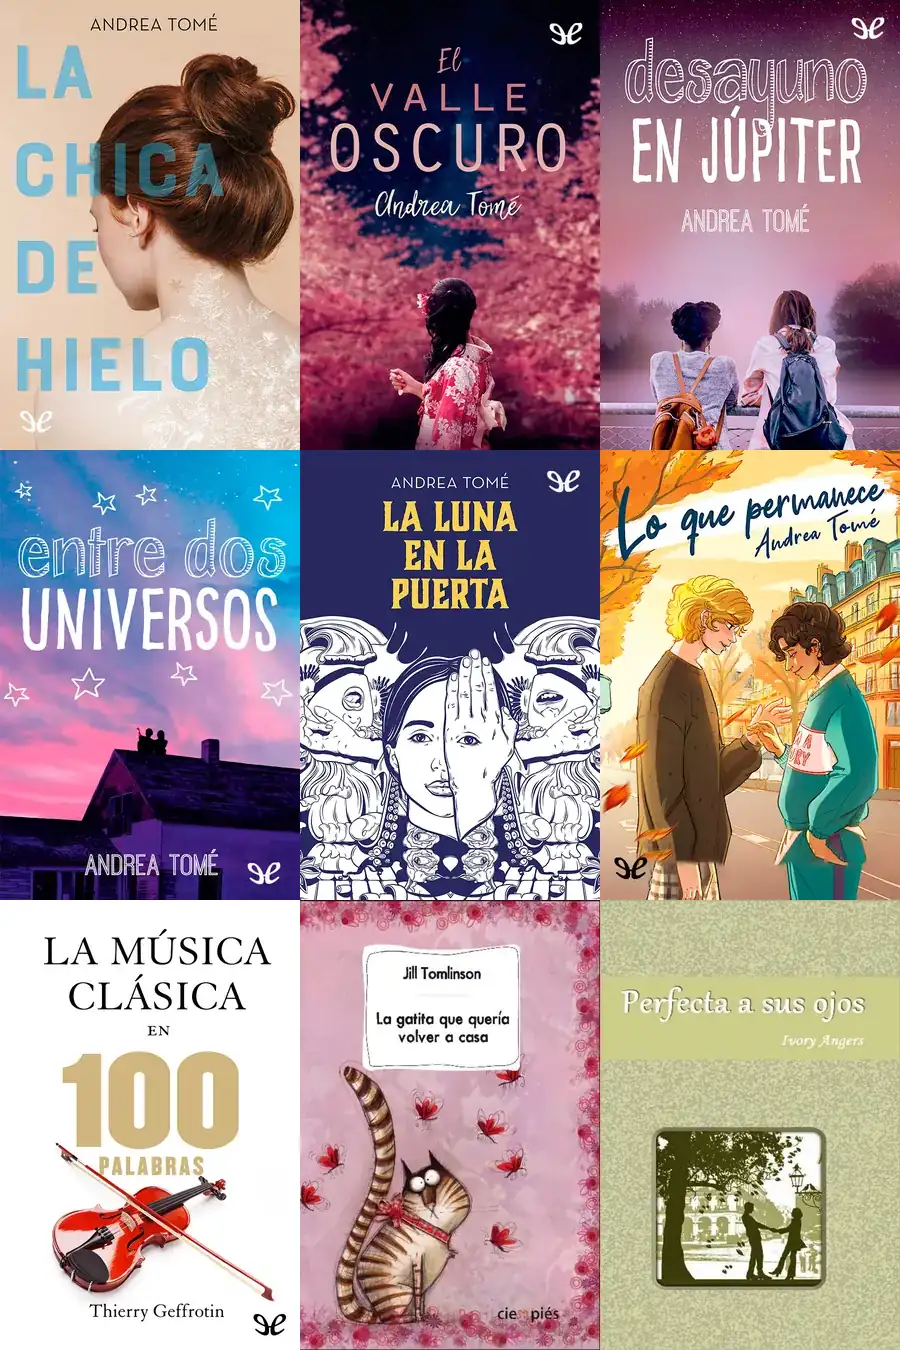 ANDREA TOMÉ
LA
CHICA
DE
HIELO
El
VALLE
OSCURO
Andrea Tomé
desayuno
EN JÚPITER
ANDREA TOMÉ
entre dos
UNIVERSOS
ANDREA TOMÉ
ANDREA TOMÉ
LA LUNA
EN LA
PUERTA
Lo que permanece
Andrea Tomé
LA MÚSICA
CLÁSICA
EN
100
PALABRAS
Thierry Geffrotin
Jill Tomlinson
La gatita que quería
volver a casa
cienpiés
Perfecta a sus ojos
Ivory Angers